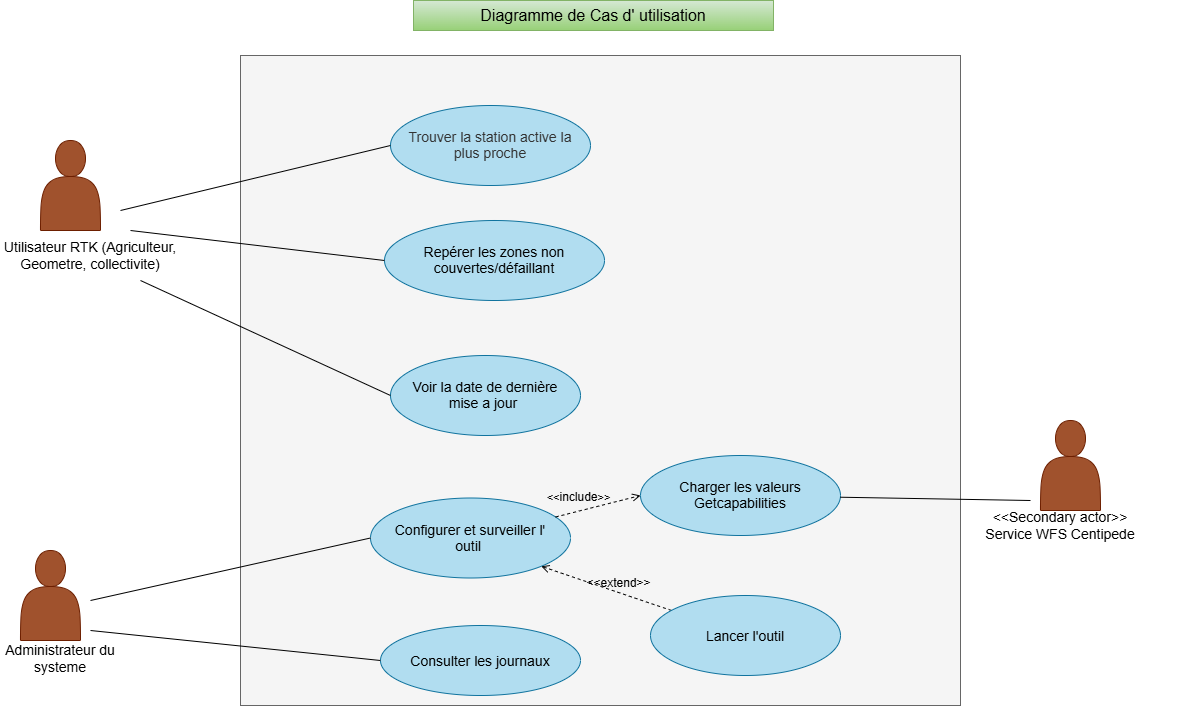 Diagramme de Cas d' utilisation
Trouver la station active la
plus proche
Utilisateur RTK (Agriculteur,
Geometre, collectivite)
Repérer les zones non
couvertes/défaillant
Voir la date de dernière
mise a jour
Charger les valeurs
Getcapabilities
<<include>>
Configurer et surveiller l'
outil
<<Secondary actor>>
Service WFS Centipede
<<extend>>
Lancer l'outil
Administrateur du
systeme
Consulter les journaux